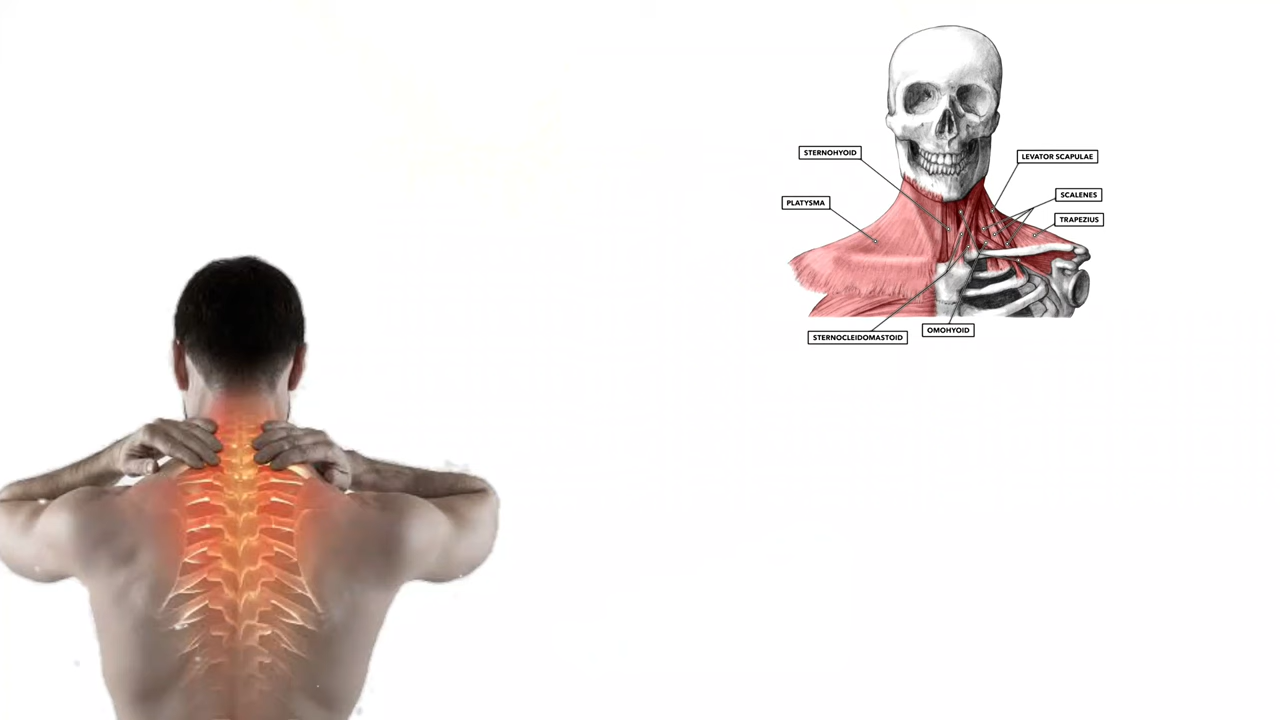 STERNOHYOID
LEVATOR SCAPULAE
PLATYSMA
SCALENES
TRAPEZIUS
STERNOCLEIDOMASTOID
OMOHYOID